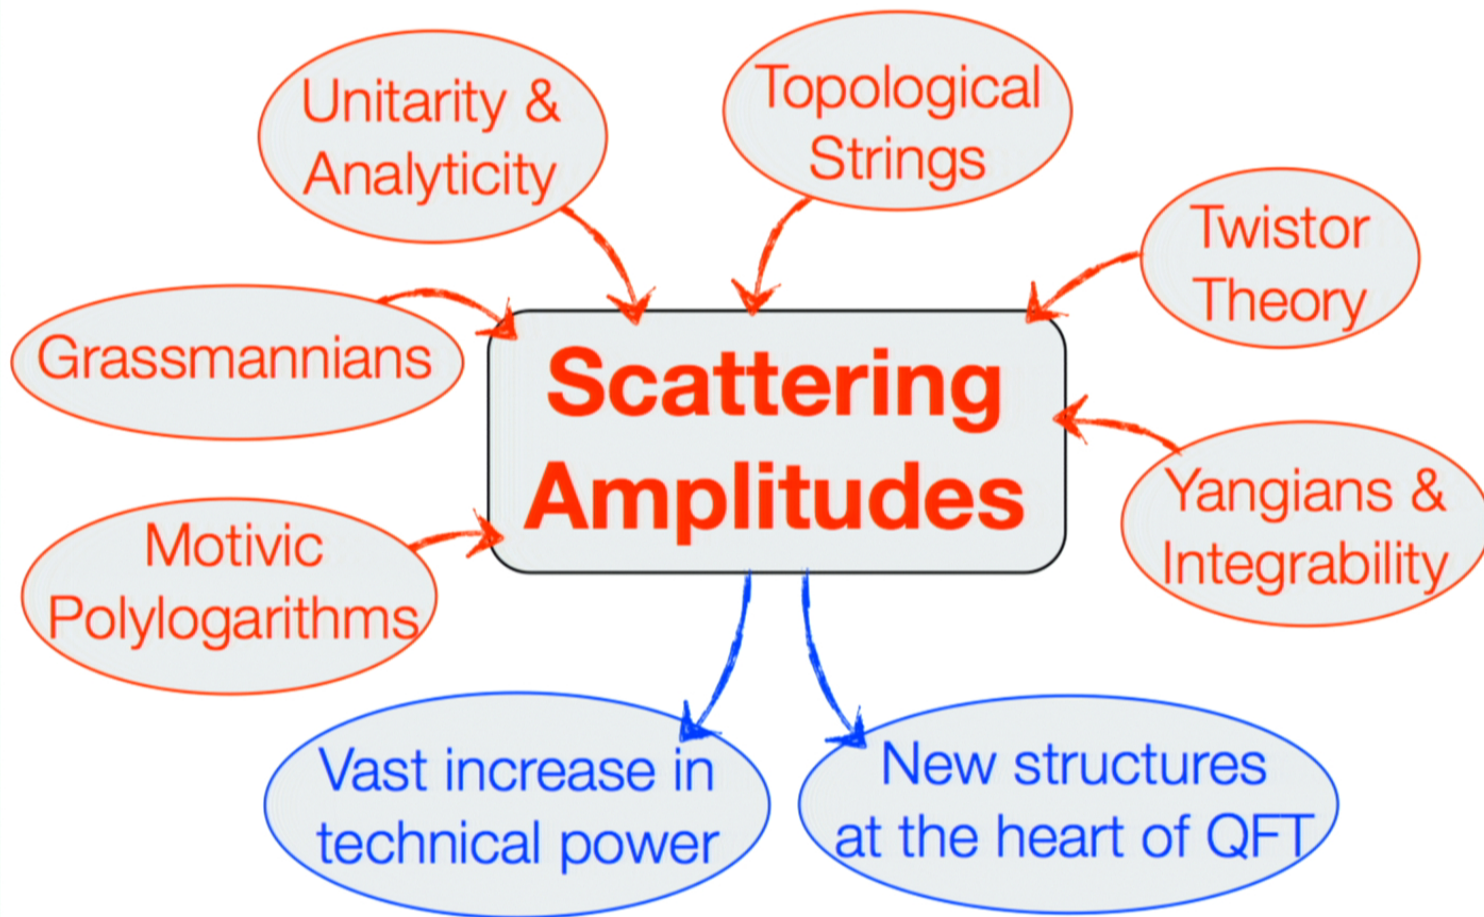 Unitarity &
Analyticity
Topological
Strings
Twistor
Theory
Grassmannians
Scattering
Amplitudes
Yangians &
Integrability
Motivic
Polylogarithms
Vast increase in
technical power
New structures
at the heart of QFT